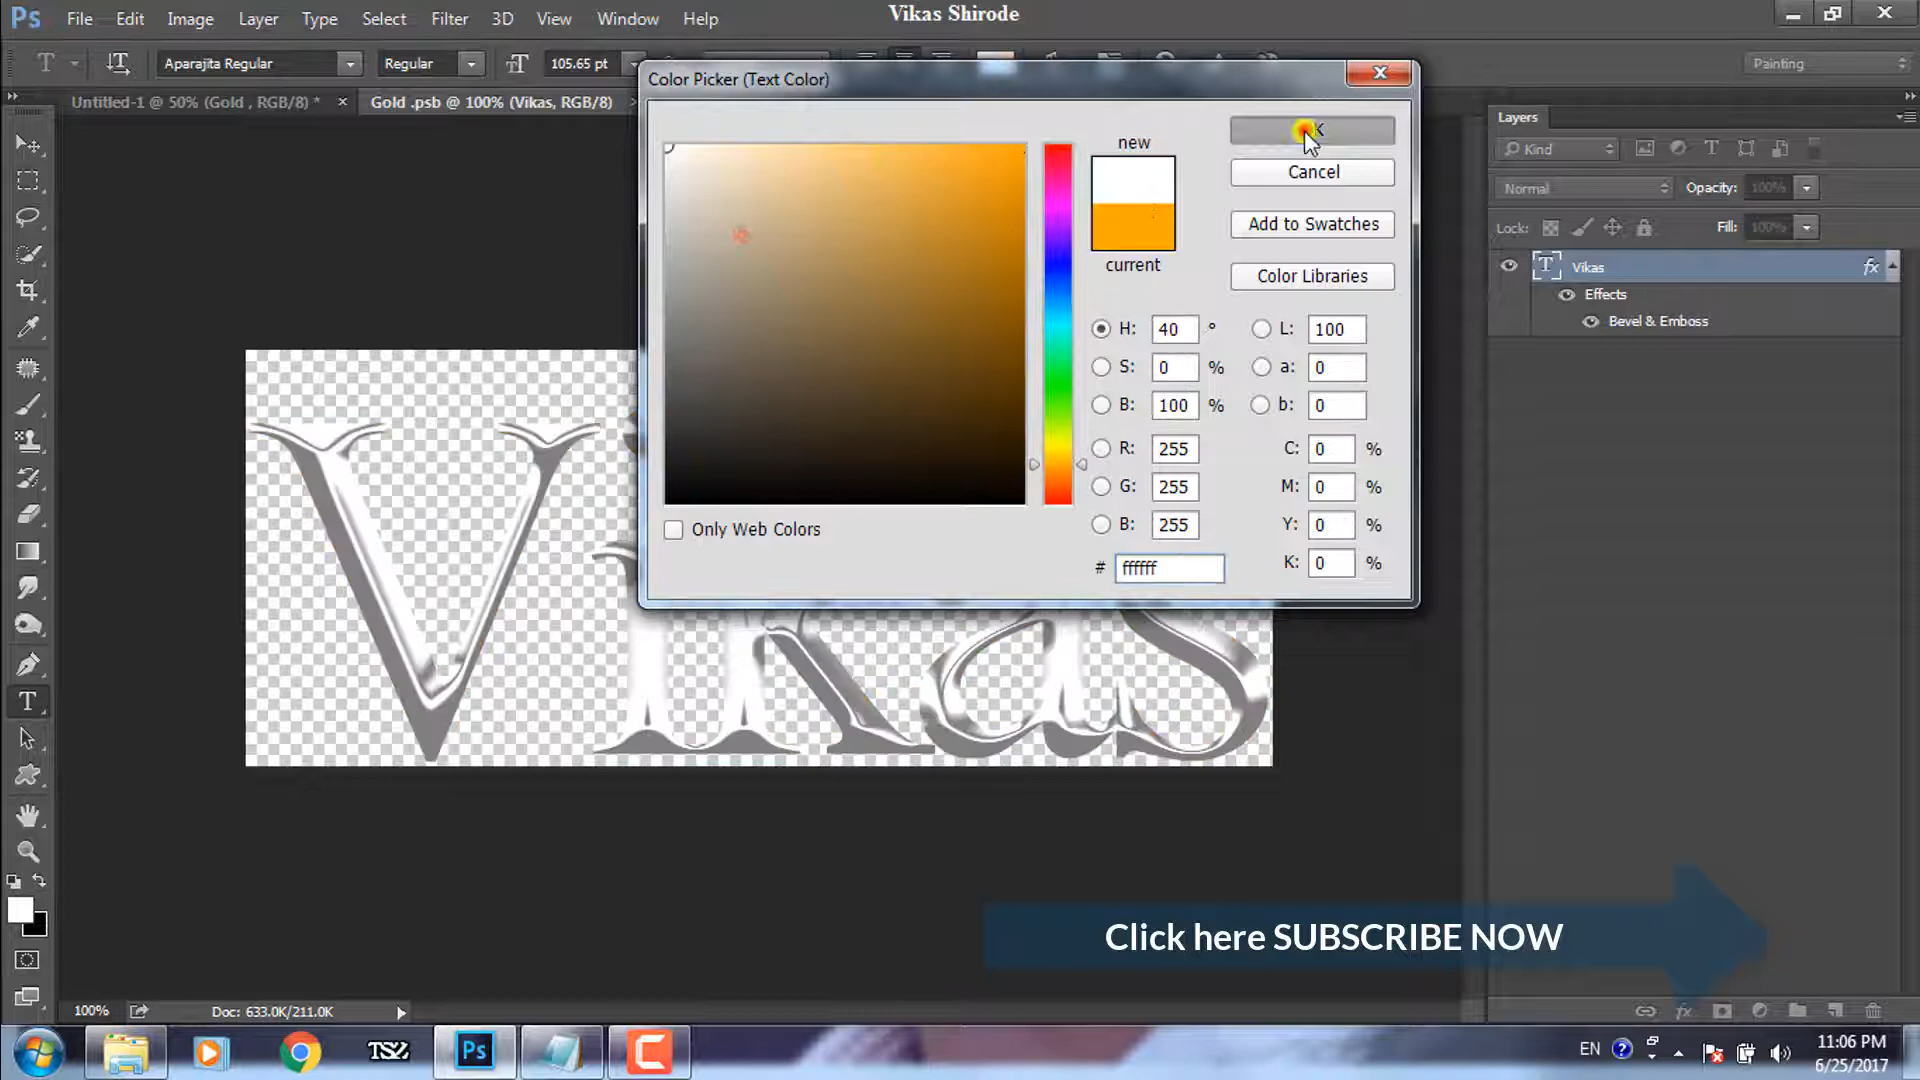 Ps File Edit Image Layer Type Select Filter 3D View Window Help
Vikas Shirode
T Aparajita Regular Regular 105.65 pt
Painting
Untitled-1 @ 50% (Gold , RGB/8) *
Gold .psb @ 100% (Vikas, RGB/8)
Color Picker (Text Color)
new
current
Cancel
Add to Swatches
Color Libraries
H: 40 ° L: 100
S: 0 % a: 0
B: 100 % b: 0
R: 255 C: 0 %
G: 255 M: 0 %
B: 255 Y: 0 %
# ffffff K: 0 %
Only Web Colors
Layers
Kind
Normal Opacity: 100%
Lock: Fill: 100%
Vikas fx
Effects
Bevel & Emboss
Vikas
Click here SUBSCRIBE NOW
100% Doc: 633.0K/211.0K
fx
Ps
EN
11:06 PM
6/25/2017